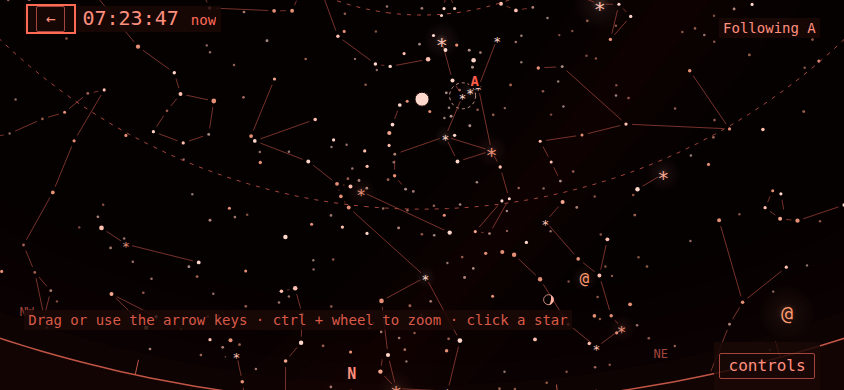 ← 07:23:47 now
Following A
A
Drag or use the arrow keys · ctrl + wheel to zoom · click a star
NW
NE
N
controls